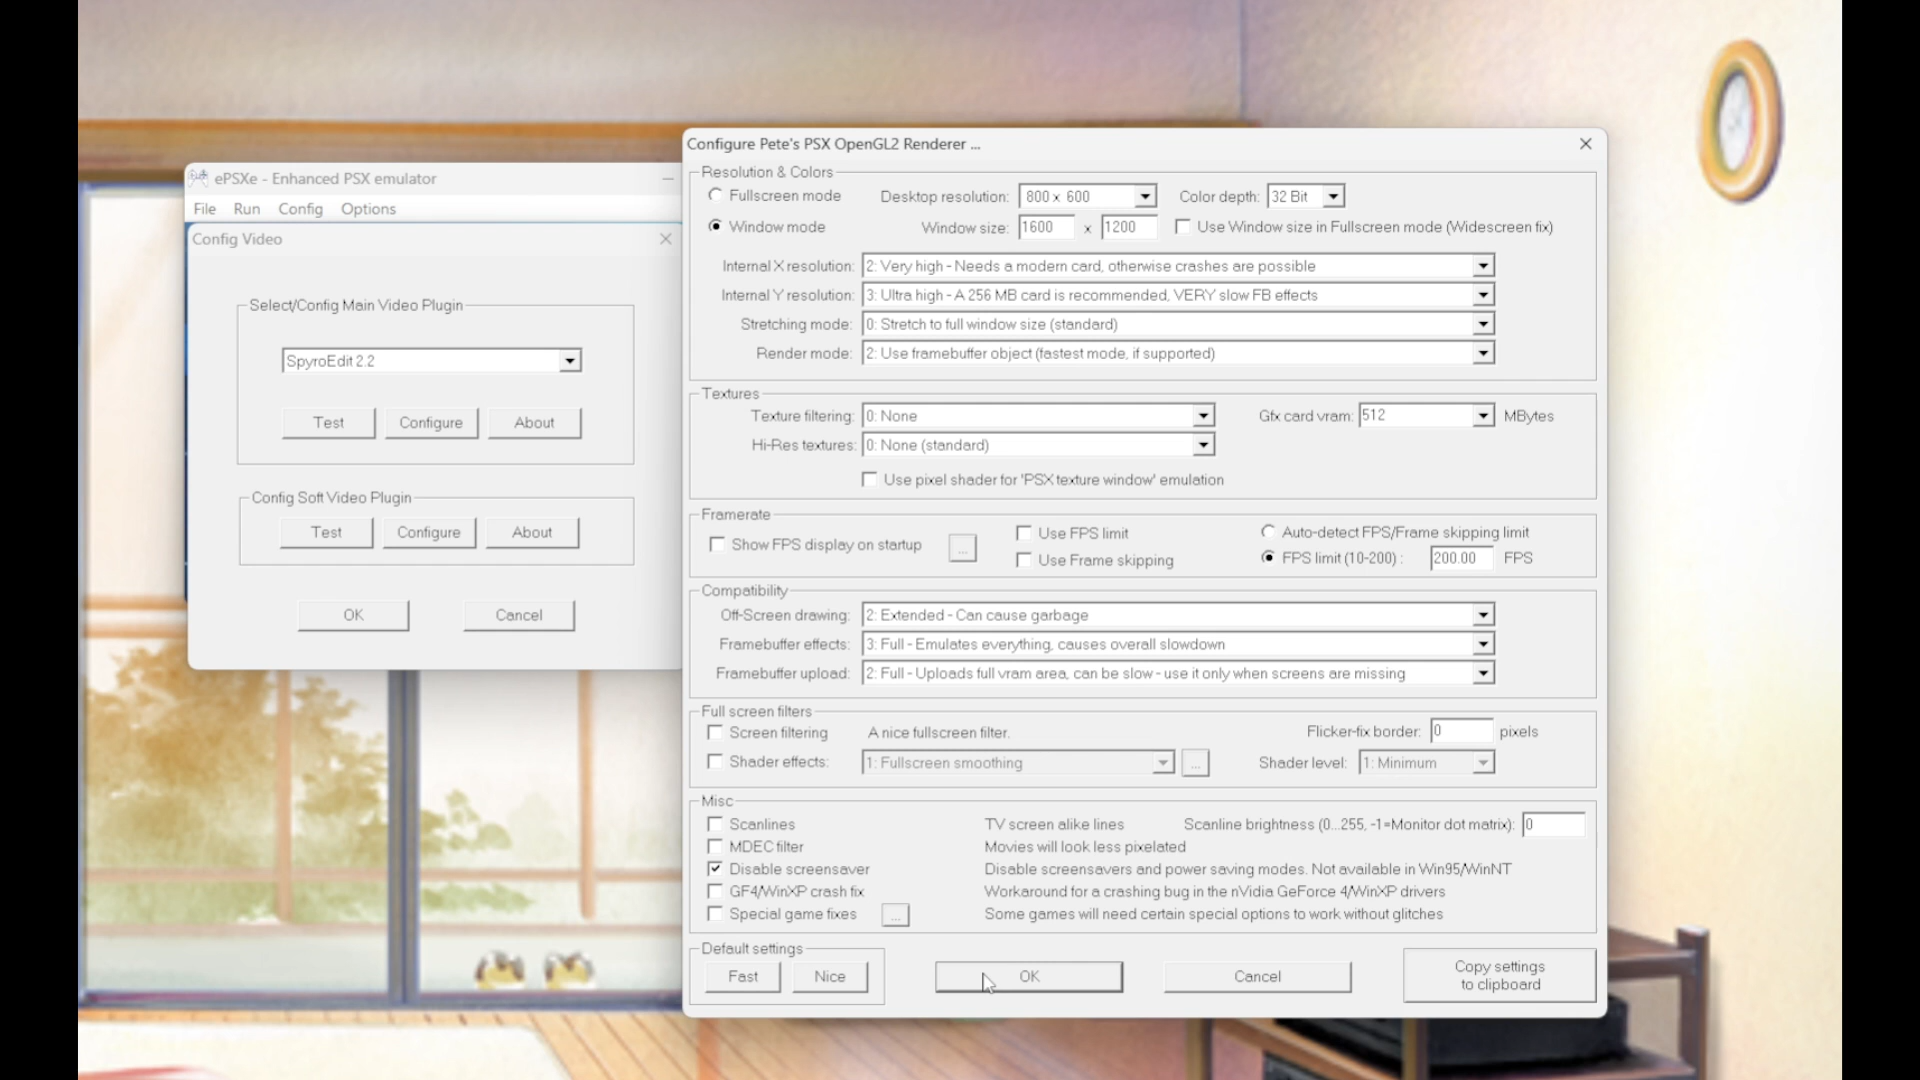 ePSXe - Enhanced PSX emulator
File Run Config Options
Config Video
Select/Config Main Video Plugin
SpyroEdit 2.2
Test Configure About
Config Soft Video Plugin
Test Configure About
OK Cancel
Configure Pete's PSX OpenGL2 Renderer ...
Resolution & Colors
Fullscreen mode Desktop resolution: 800 x 600 Color depth: 32 Bit
Window mode Window size: 1600 x 1200 Use Window size in Fullscreen mode (Widescreen fix)
Internal X resolution: 2: Very high - Needs a modern card, otherwise crashes are possible
Internal Y resolution: 3: Ultra high - A 256 MB card is recommended, VERY slow FB effects
Stretching mode: 0: Stretch to full window size (standard)
Render mode: 2: Use framebuffer object (fastest mode, if supported)
Textures
Texture filtering: 0: None Gfx card vram: 512 MBytes
Hi-Res textures: 0: None (standard)
Use pixel shader for 'PSX texture window' emulation
Framerate
Show FPS display on startup ... Use FPS limit Auto-detect FPS/Frame skipping limit
Use Frame skipping FPS limit (10-200) : 200.00 FPS
Compatibility
Off-Screen drawing: 2: Extended - Can cause garbage
Framebuffer effects: 3: Full - Emulates everything, causes overall slowdown
Framebuffer upload: 2: Full - Uploads full vram area, can be slow - use it only when screens are missing
Full screen filters
Screen filtering A nice fullscreen filter. Flicker-fix border: 0 pixels
Shader effects: 1: Fullscreen smoothing ... Shader level: 1: Minimum
Misc
Scanlines TV screen alike lines Scanline brightness (0...255, -1=Monitor dot matrix): 0
MDEC filter Movies will look less pixelated
Disable screensaver Disable screensavers and power saving modes. Not available in Win95/WinNT
GF4/WinXP crash fix Workaround for a crashing bug in the nVidia GeForce 4/WinXP drivers
Special game fixes ... Some games will need certain special options to work without glitches
Default settings
Fast Nice OK Cancel Copy settings
to clipboard